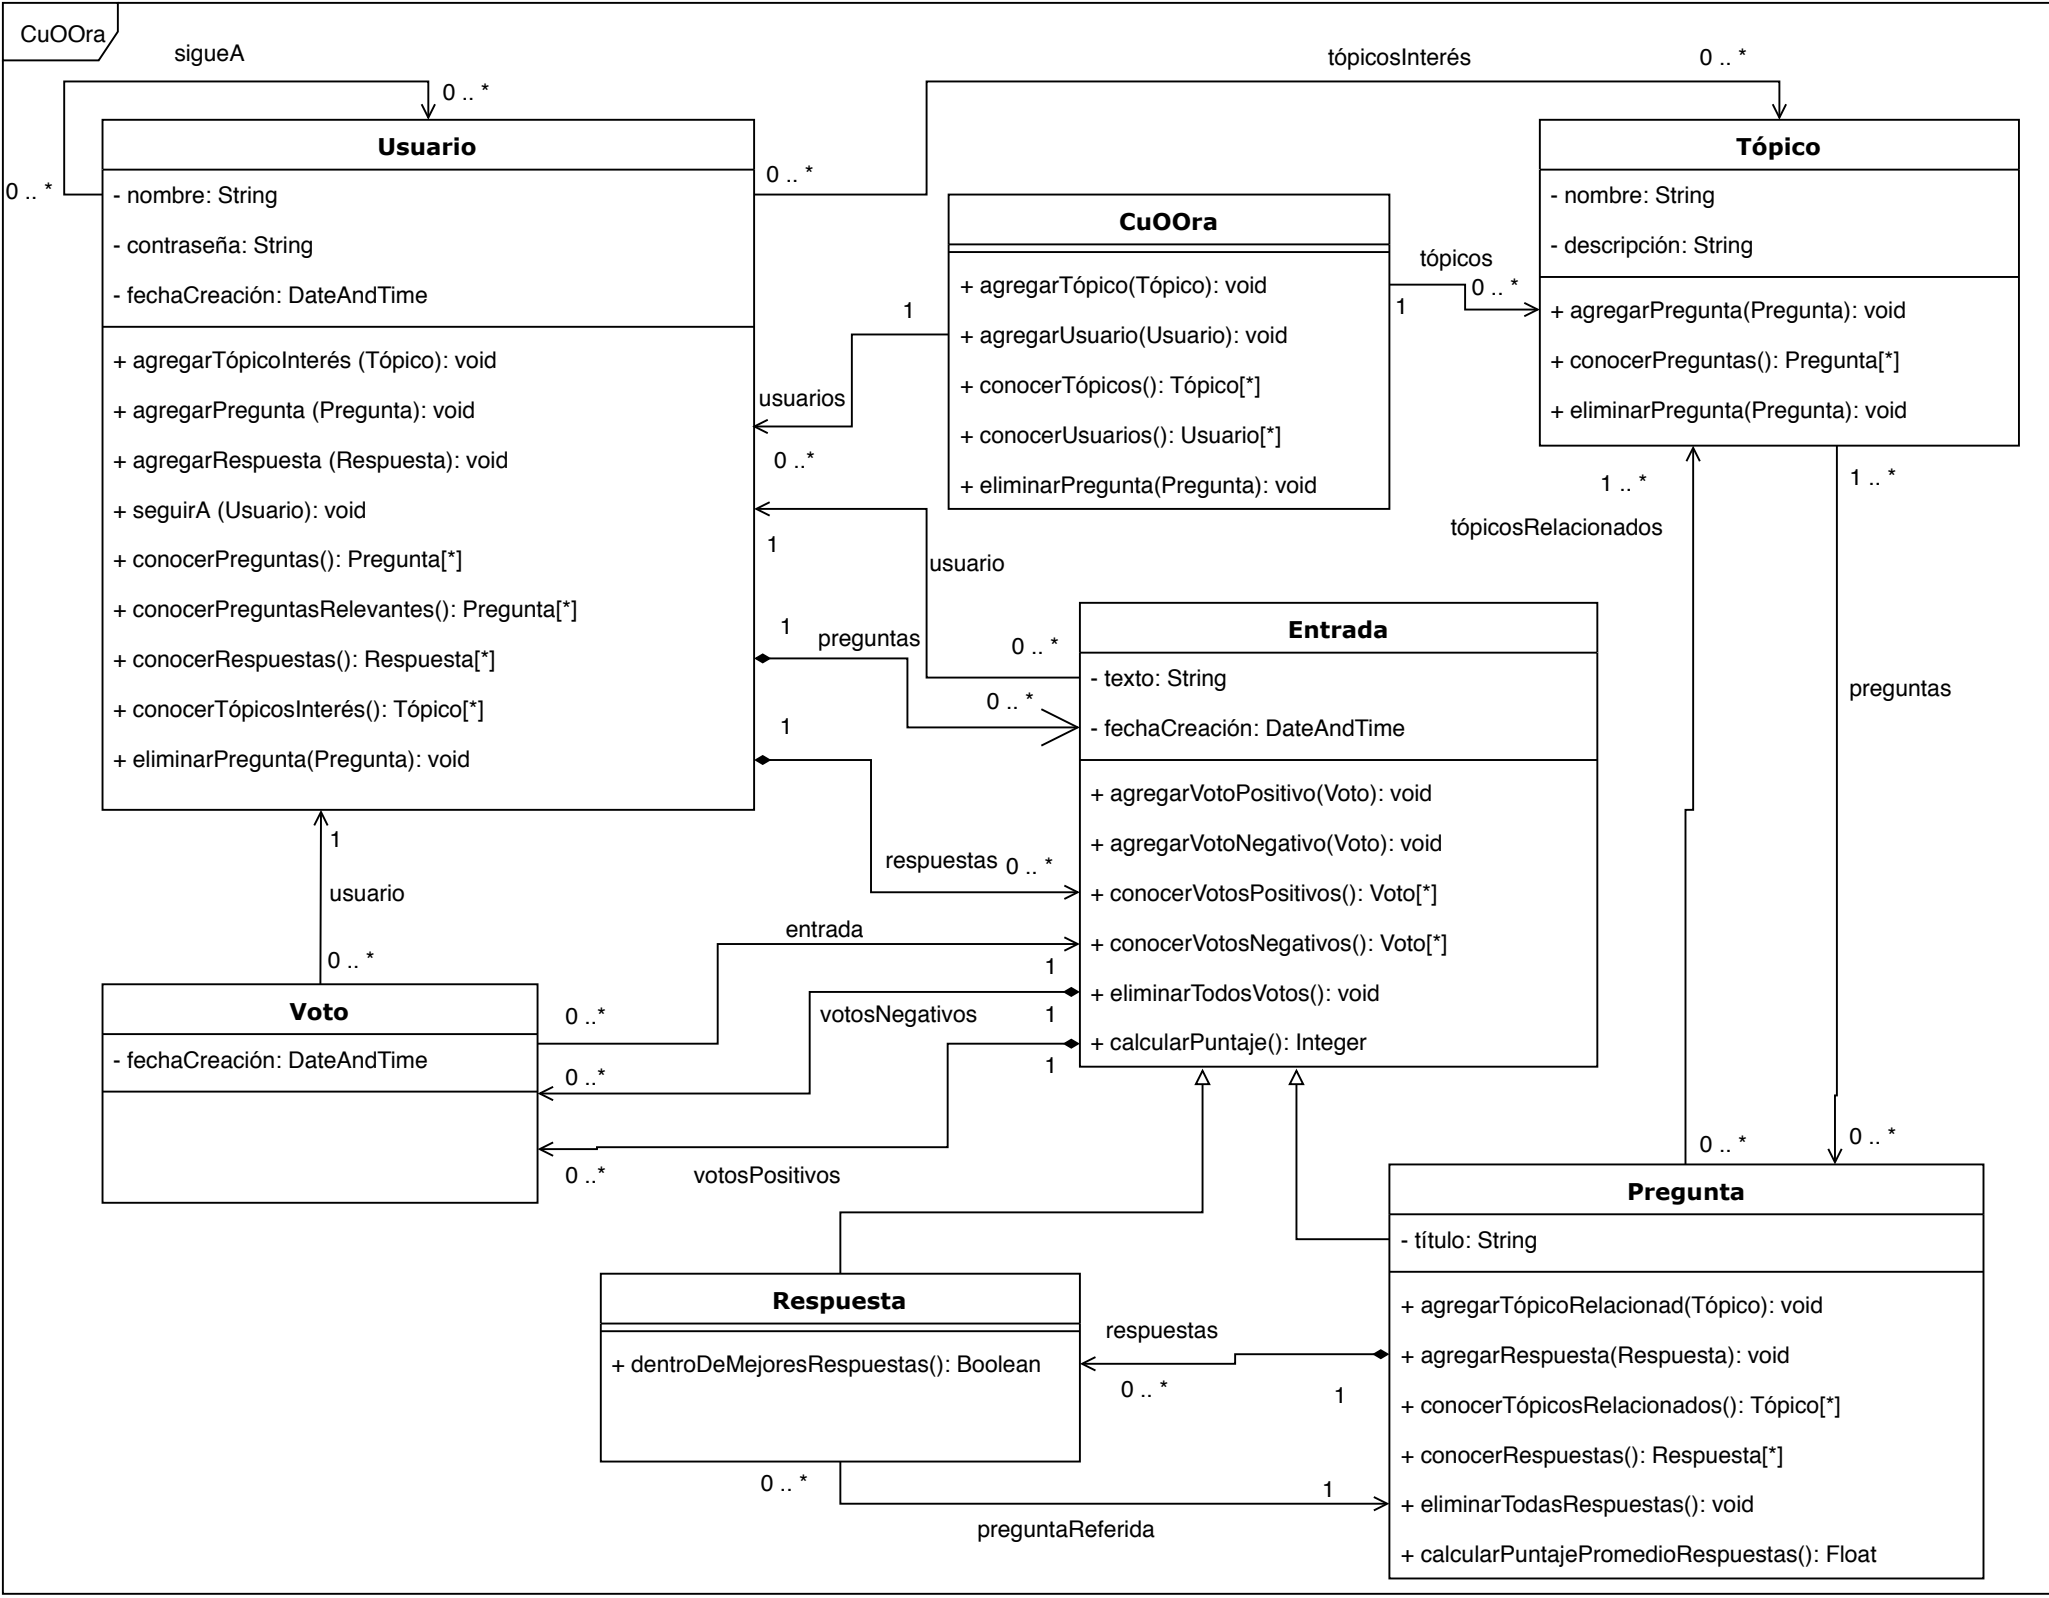 CuOOra
sigueA
0 .. *
0 .. *
tópicosInterés
0 .. *
0 .. *
Usuario
- nombre: String
- contraseña: String
- fechaCreación: DateAndTime
+ agregarTópicoInterés (Tópico): void
+ agregarPregunta (Pregunta): void
+ agregarRespuesta (Respuesta): void
+ seguirA (Usuario): void
+ conocerPreguntas(): Pregunta[*]
+ conocerPreguntasRelevantes(): Pregunta[*]
+ conocerRespuestas(): Respuesta[*]
+ conocerTópicosInterés(): Tópico[*]
+ eliminarPregunta(Pregunta): void
CuOOra
+ agregarTópico(Tópico): void
+ agregarUsuario(Usuario): void
+ conocerTópicos(): Tópico[*]
+ conocerUsuarios(): Usuario[*]
+ eliminarPregunta(Pregunta): void
tópicos
0 .. *
1
1
usuarios
0 ..*
Tópico
- nombre: String
- descripción: String
+ agregarPregunta(Pregunta): void
+ conocerPreguntas(): Pregunta[*]
+ eliminarPregunta(Pregunta): void
1 .. *
tópicosRelacionados
1 .. *
preguntas
0 .. *
0 .. *
1
usuario
0 .. *
1
preguntas
0 .. *
1
respuestas
0 .. *
Entrada
- texto: String
- fechaCreación: DateAndTime
+ agregarVotoPositivo(Voto): void
+ agregarVotoNegativo(Voto): void
+ conocerVotosPositivos(): Voto[*]
+ conocerVotosNegativos(): Voto[*]
+ eliminarTodosVotos(): void
+ calcularPuntaje(): Integer
1
usuario
0 .. *
entrada
1
0 ..*
votosNegativos
1
0 ..*
1
0 ..*
votosPositivos
Voto
- fechaCreación: DateAndTime
Respuesta
+ dentroDeMejoresRespuestas(): Boolean
respuestas
0 .. *
1
0 .. *
1
preguntaReferida
Pregunta
- título: String
+ agregarTópicoRelacionad(Tópico): void
+ agregarRespuesta(Respuesta): void
+ conocerTópicosRelacionados(): Tópico[*]
+ conocerRespuestas(): Respuesta[*]
+ eliminarTodasRespuestas(): void
+ calcularPuntajePromedioRespuestas(): Float